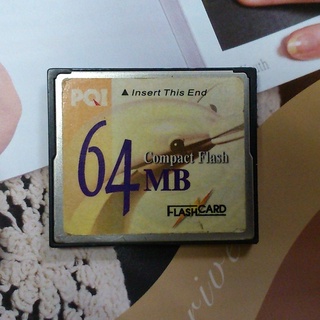 PQI
▲ Insert This End
64
Compact Flash
MB
FLASHCARD